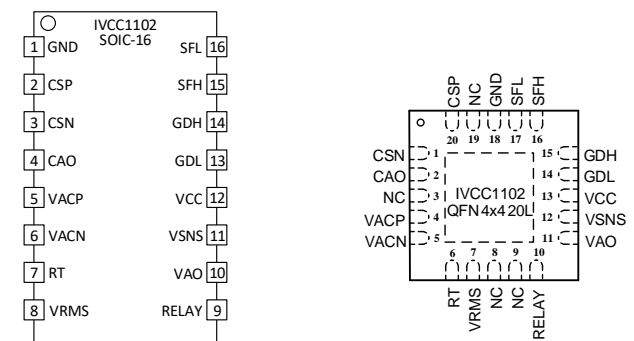 IVCC1102
SOIC-16
1 GND SFL 16
2 CSP SFH 15
3 CSN GDH 14
4 CAO GDL 13
5 VACP VCC 12
6 VACN VSNS 11
7 RT VAO 10
8 VRMS RELAY 9
CSP NC GND SFL SFH
20 19 18 17 16
CSN 1 15 GDH
CAO 2 14 GDL
NC 3 IVCC1102 13 VCC
VACP 4 QFN 4x4 20L 12 VSNS
VACN 5 11 VAO
6 7 8 9 10
RT VRMS NC NC RELAY